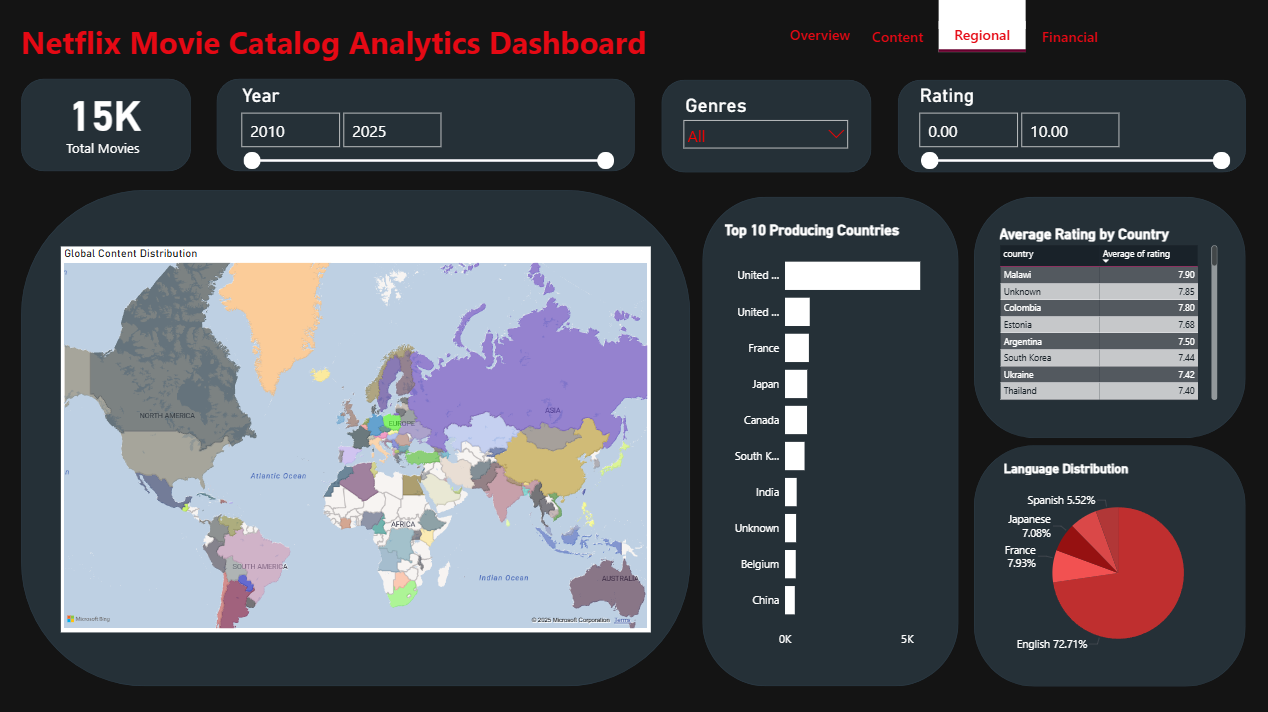 Netflix Movie Catalog Analytics Dashboard
Overview
Content
Regional
Financial
15K
Total Movies
Year
2010
2025
Genres
All
Rating
0.00
10.00
Global Content Distribution
NORTH AMERICA
ASIA
EUROPE
Atlantic Ocean
AFRICA
SOUTH AMERICA
Indian Ocean
AUSTRALIA
Microsoft Bing
© 2025 Microsoft Corporation Terms
Top 10 Producing Countries
United ...
United ...
France
Japan
Canada
South K...
India
Unknown
Belgium
China
0K
5K
Average Rating by Country
country Average of rating
Malawi 7.90
Unknown 7.85
Colombia 7.80
Estonia 7.68
Argentina 7.50
South Korea 7.44
Ukraine 7.42
Thailand 7.40
Language Distribution
Spanish 5.52%
Japanese
7.08%
France
7.93%
English 72.71%